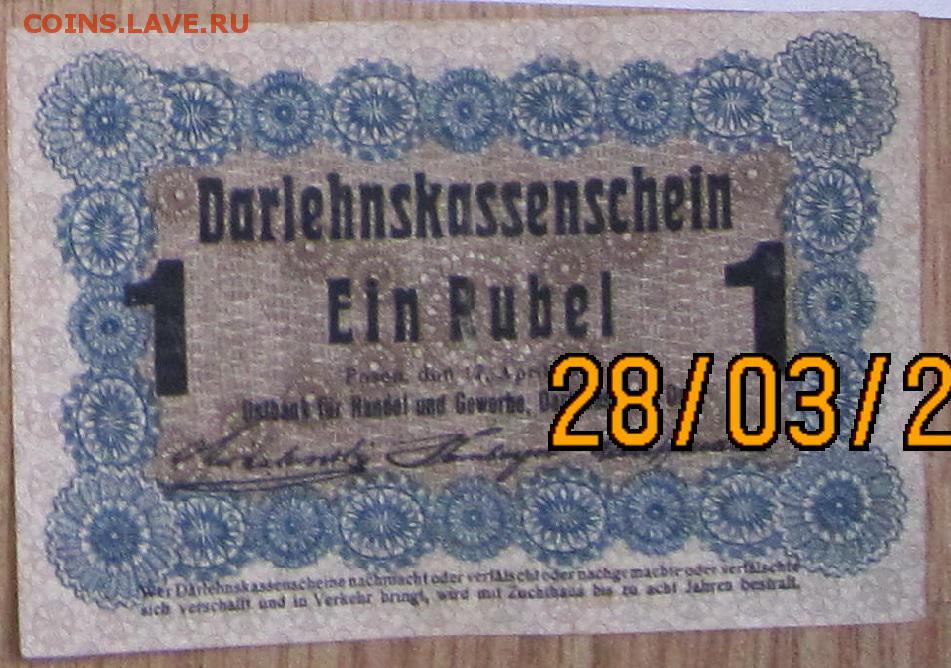 COINS.LAVE.RU
Darlehnskassenschein
1 1
Ein Rubel
Posen, den 17. Apri
Ostbank für Handel und Gewerbe, Da
28/03/2
Wer Darlehnskassenscheine nachmacht oder verfälscht oder nachgemachte oder verfälschte
sich verschafft und in Verkehr bringt, wird mit Zuchthaus bis zu acht Jahren bestraft.